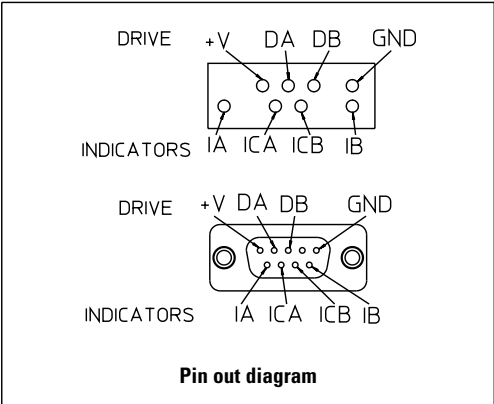 DRIVE +V DA DB GND
INDICATORS IA ICA ICB IB
DRIVE +V DA DB GND
INDICATORS IA ICA ICB IB
Pin out diagram